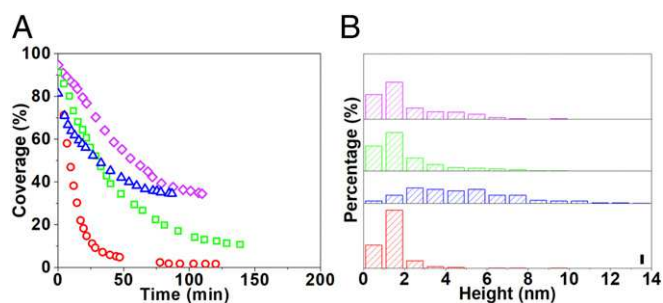 A
B
Coverage (%)
100
80
60
40
20
0
0 50 100 150 200
Time (min)
Percentage (%)
0 2 4 6 8 10 12 14
Height (nm)